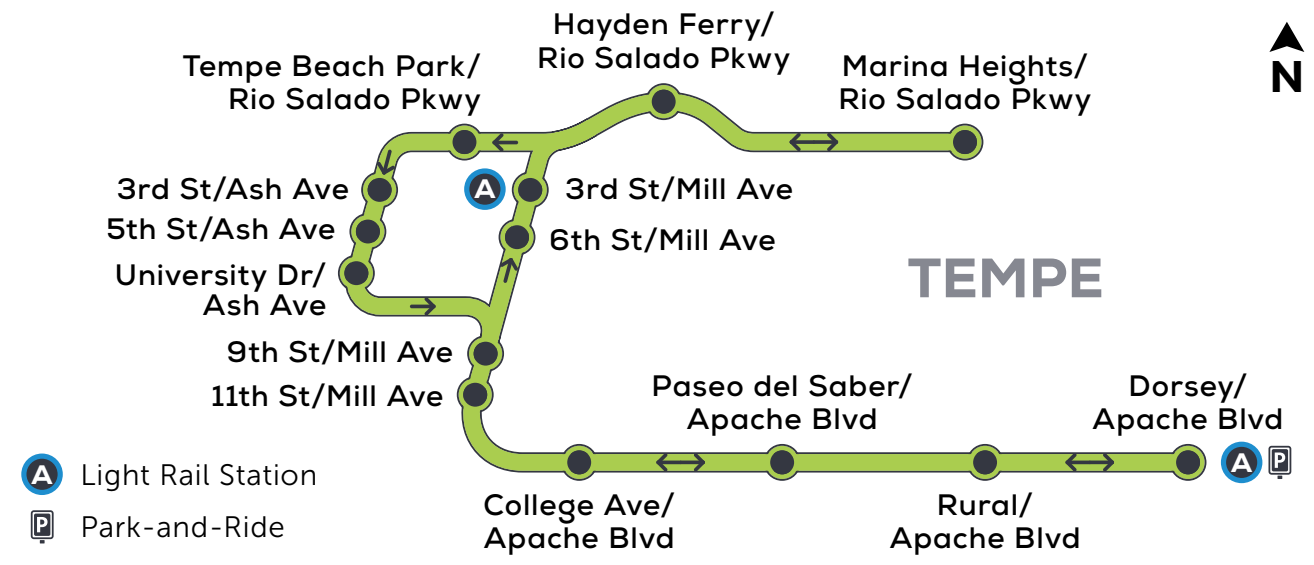 Hayden Ferry/
Rio Salado Pkwy
Tempe Beach Park/
Rio Salado Pkwy
Marina Heights/
Rio Salado Pkwy
N
3rd St/Ash Ave
A
3rd St/Mill Ave
5th St/Ash Ave
6th St/Mill Ave
University Dr/
Ash Ave
TEMPE
9th St/Mill Ave
11th St/Mill Ave
Paseo del Saber/
Apache Blvd
Dorsey/
Apache Blvd
A
P
College Ave/
Apache Blvd
Rural/
Apache Blvd
A Light Rail Station
P Park-and-Ride